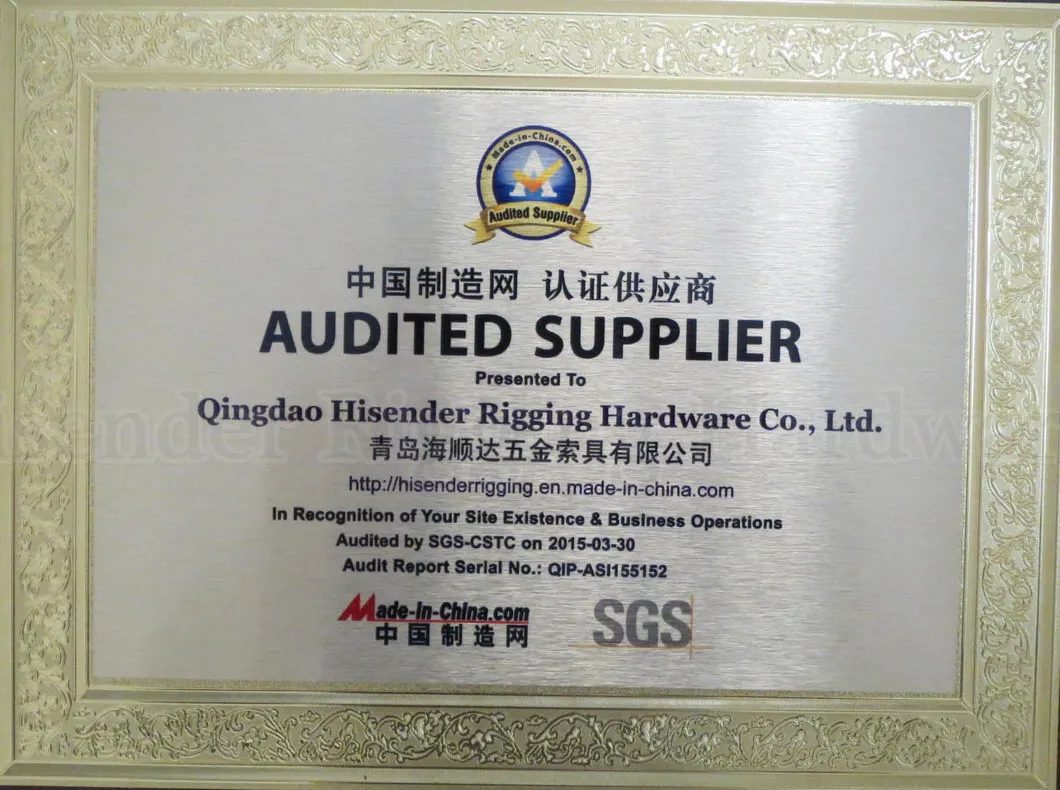 Made-in-China.com
Audited Supplier
中国制造网 认证供应商
AUDITED SUPPLIER
Presented To
Qingdao Hisender Rigging Hardware Co., Ltd.
青岛海顺达五金索具有限公司
http://hisenderrigging.en.made-in-china.com
In Recognition of Your Site Existence & Business Operations
Audited by SGS-CSTC on 2015-03-30
Audit Report Serial No.: QIP-ASI155152
Made-in-China.com
中国制造网
SGS